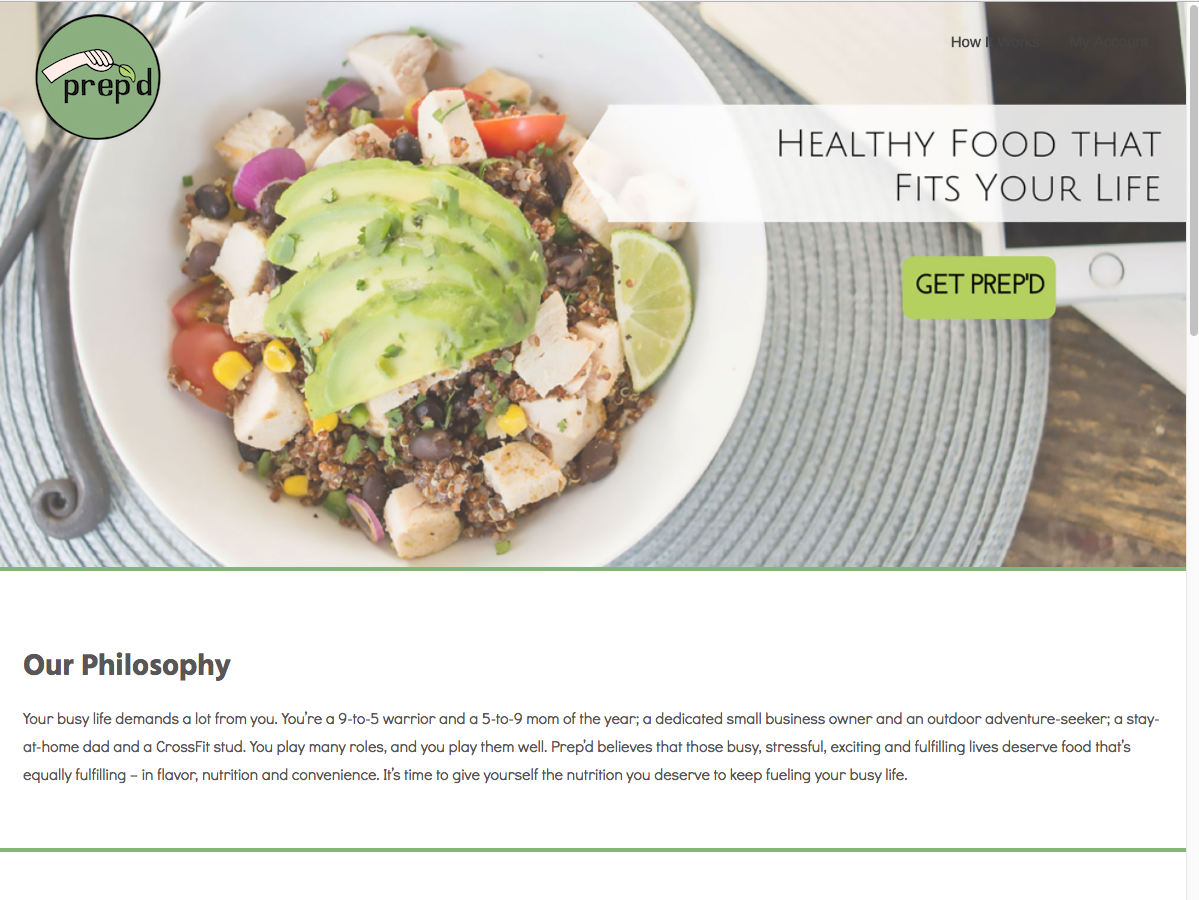 prep'd
How It Works My Account
HEALTHY FOOD THAT
FITS YOUR LIFE
GET PREP'D
Our Philosophy
Your busy life demands a lot from you. You’re a 9-to-5 warrior and a 5-to-9 mom of the year; a dedicated small business owner and an outdoor adventure-seeker; a stay-
at-home dad and a CrossFit stud. You play many roles, and you play them well. Prep’d believes that those busy, stressful, exciting and fulfilling lives deserve food that’s
equally fulfilling – in flavor, nutrition and convenience. It’s time to give yourself the nutrition you deserve to keep fueling your busy life.